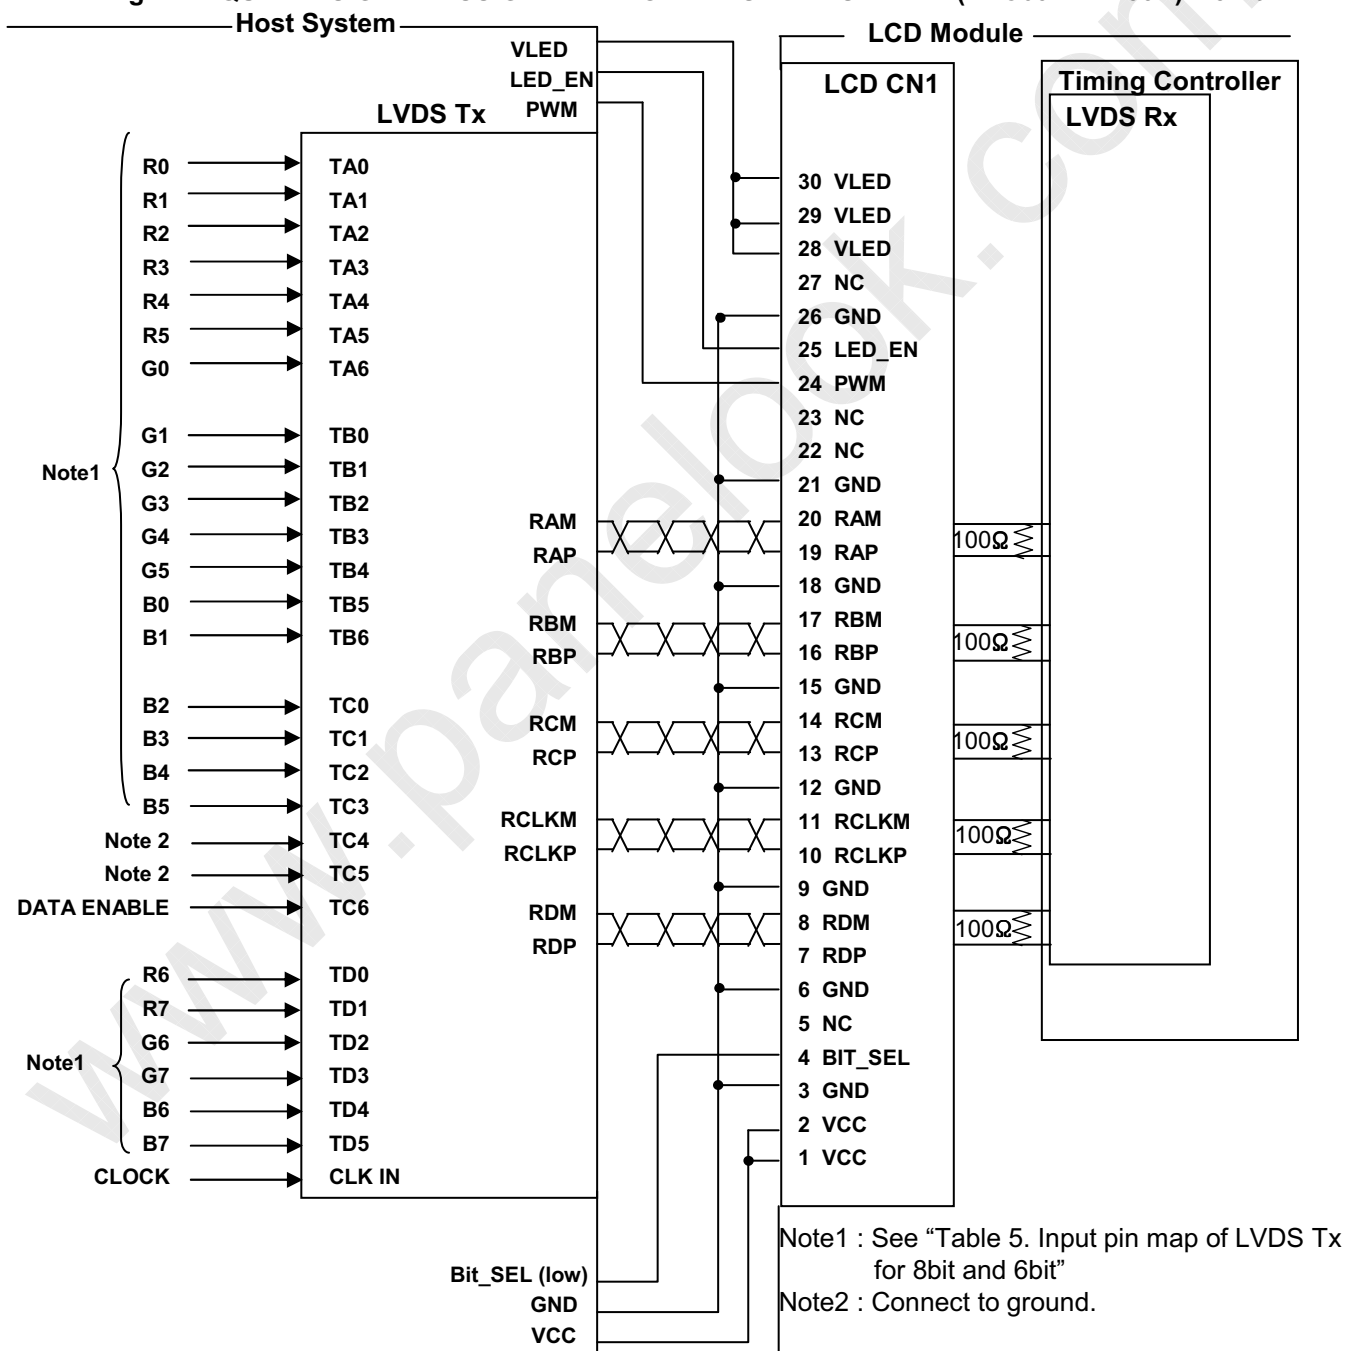 Host System
LCD Module
VLED
LED_EN
PWM
LVDS Tx
LCD CN1
Timing Controller
LVDS Rx
R0 TA0
R1 TA1
R2 TA2
R3 TA3
R4 TA4
R5 TA5
G0 TA6
G1 TB0
G2 TB1
G3 TB2
G4 TB3
G5 TB4
B0 TB5
B1 TB6
B2 TC0
B3 TC1
B4 TC2
B5 TC3
Note1
Note 2 TC4
Note 2 TC5
DATA ENABLE TC6
R6 TD0
R7 TD1
G6 TD2
G7 TD3
B6 TD4
B7 TD5
Note1
CLOCK CLK IN
RAM
RAP
RBM
RBP
RCM
RCP
RCLKM
RCLKP
RDM
RDP
Bit_SEL (low)
GND
VCC
30 VLED
29 VLED
28 VLED
27 NC
26 GND
25 LED_EN
24 PWM
23 NC
22 NC
21 GND
20 RAM
19 RAP
18 GND
17 RBM
16 RBP
15 GND
14 RCM
13 RCP
12 GND
11 RCLKM
10 RCLKP
9 GND
8 RDM
7 RDP
6 GND
5 NC
4 BIT_SEL
3 GND
2 VCC
1 VCC
100Ω
100Ω
100Ω
100Ω
100Ω
Note1 : See “Table 5. Input pin map of LVDS Tx
for 8bit and 6bit”
Note2 : Connect to ground.
www.panelook.com